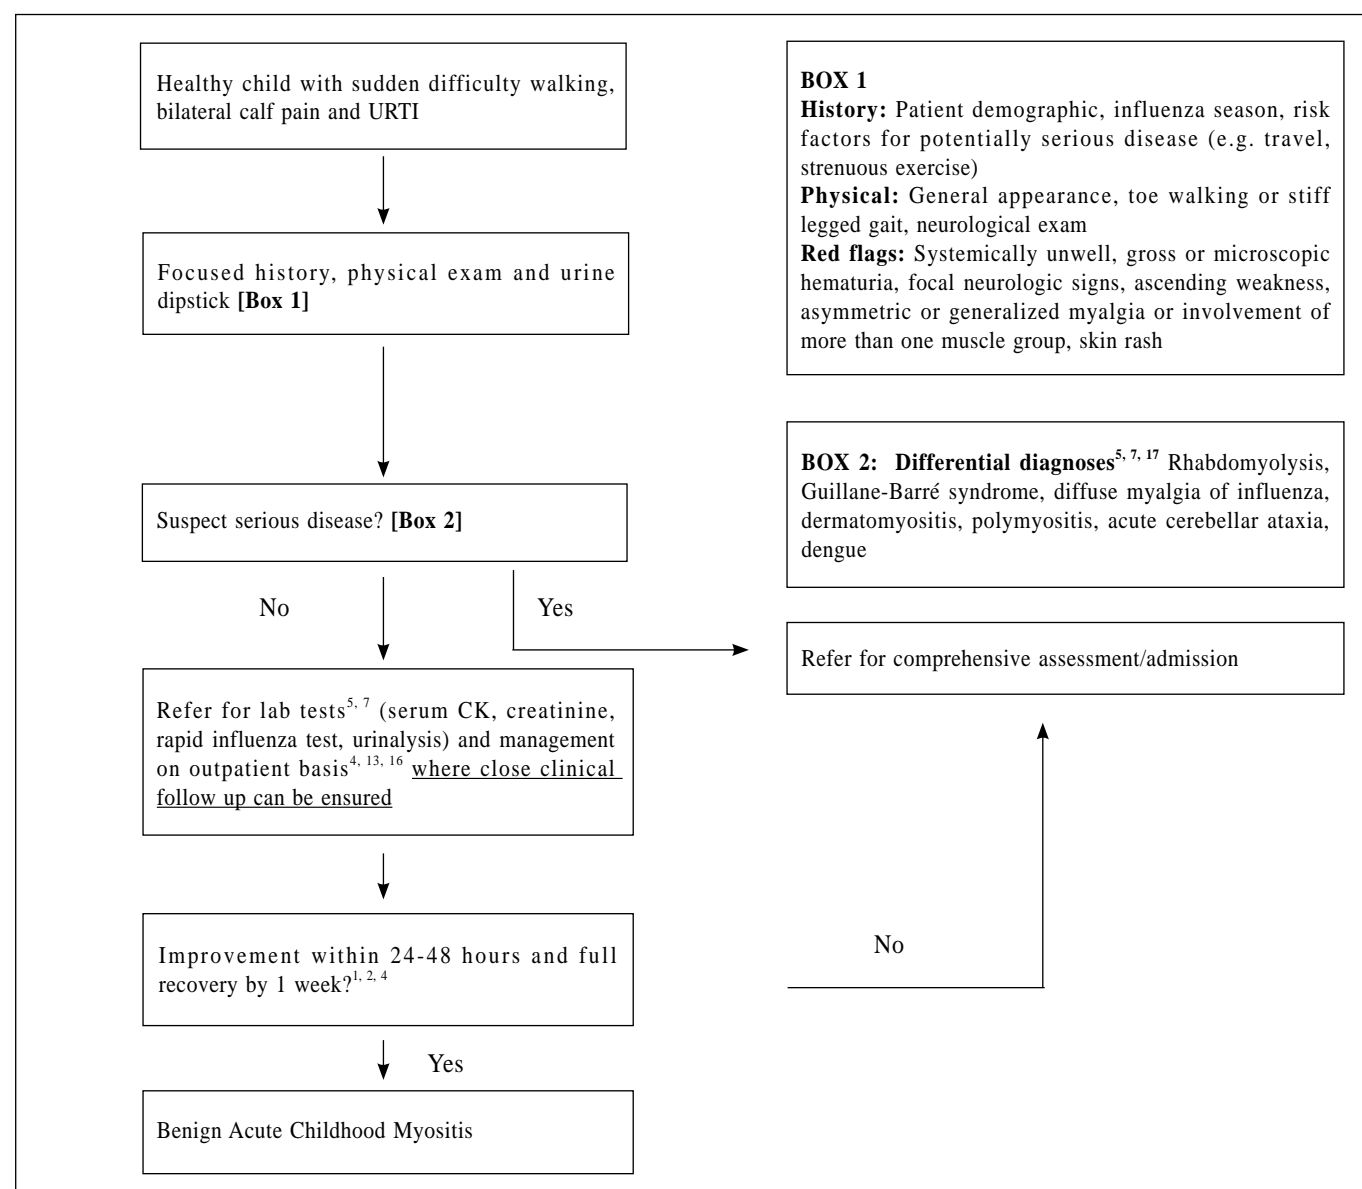 Healthy child with sudden difficulty walking,
bilateral calf pain and URTI
Focused history, physical exam and urine
dipstick [Box 1]
Suspect serious disease? [Box 2]
No
Yes
Refer for lab tests5, 7 (serum CK, creatinine,
rapid influenza test, urinalysis) and management
on outpatient basis4, 13, 16 where close clinical
follow up can be ensured
Improvement within 24-48 hours and full
recovery by 1 week?1, 2, 4
Yes
Benign Acute Childhood Myositis
BOX 1
History: Patient demographic, influenza season, risk
factors for potentially serious disease (e.g. travel,
strenuous exercise)
Physical: General appearance, toe walking or stiff
legged gait, neurological exam
Red flags: Systemically unwell, gross or microscopic
hematuria, focal neurologic signs, ascending weakness,
asymmetric or generalized myalgia or involvement of
more than one muscle group, skin rash
BOX 2: Differential diagnoses5, 7, 17 Rhabdomyolysis,
Guillane-Barré syndrome, diffuse myalgia of influenza,
dermatomyositis, polymyositis, acute cerebellar ataxia,
dengue
Refer for comprehensive assessment/admission
No